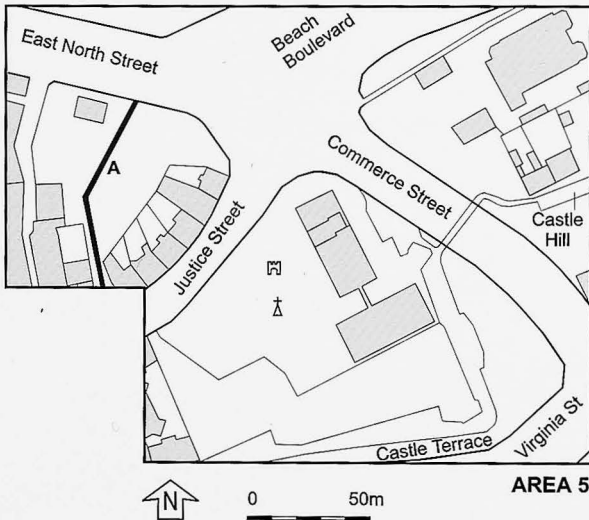 East North Street
Beach
Boulevard
A
Commerce Street
Justice Street
Castle
Hill
Castle Terrace
Virginia St
AREA 5
N
0 50m